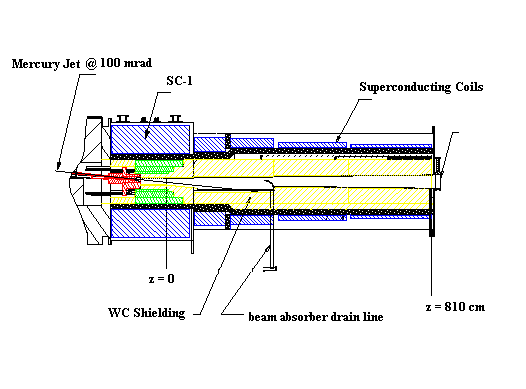 Mercury Jet @ 100 mrad
SC-1
Superconducting Coils
z = 0
WC Shielding
beam absorber drain line
z = 810 cm